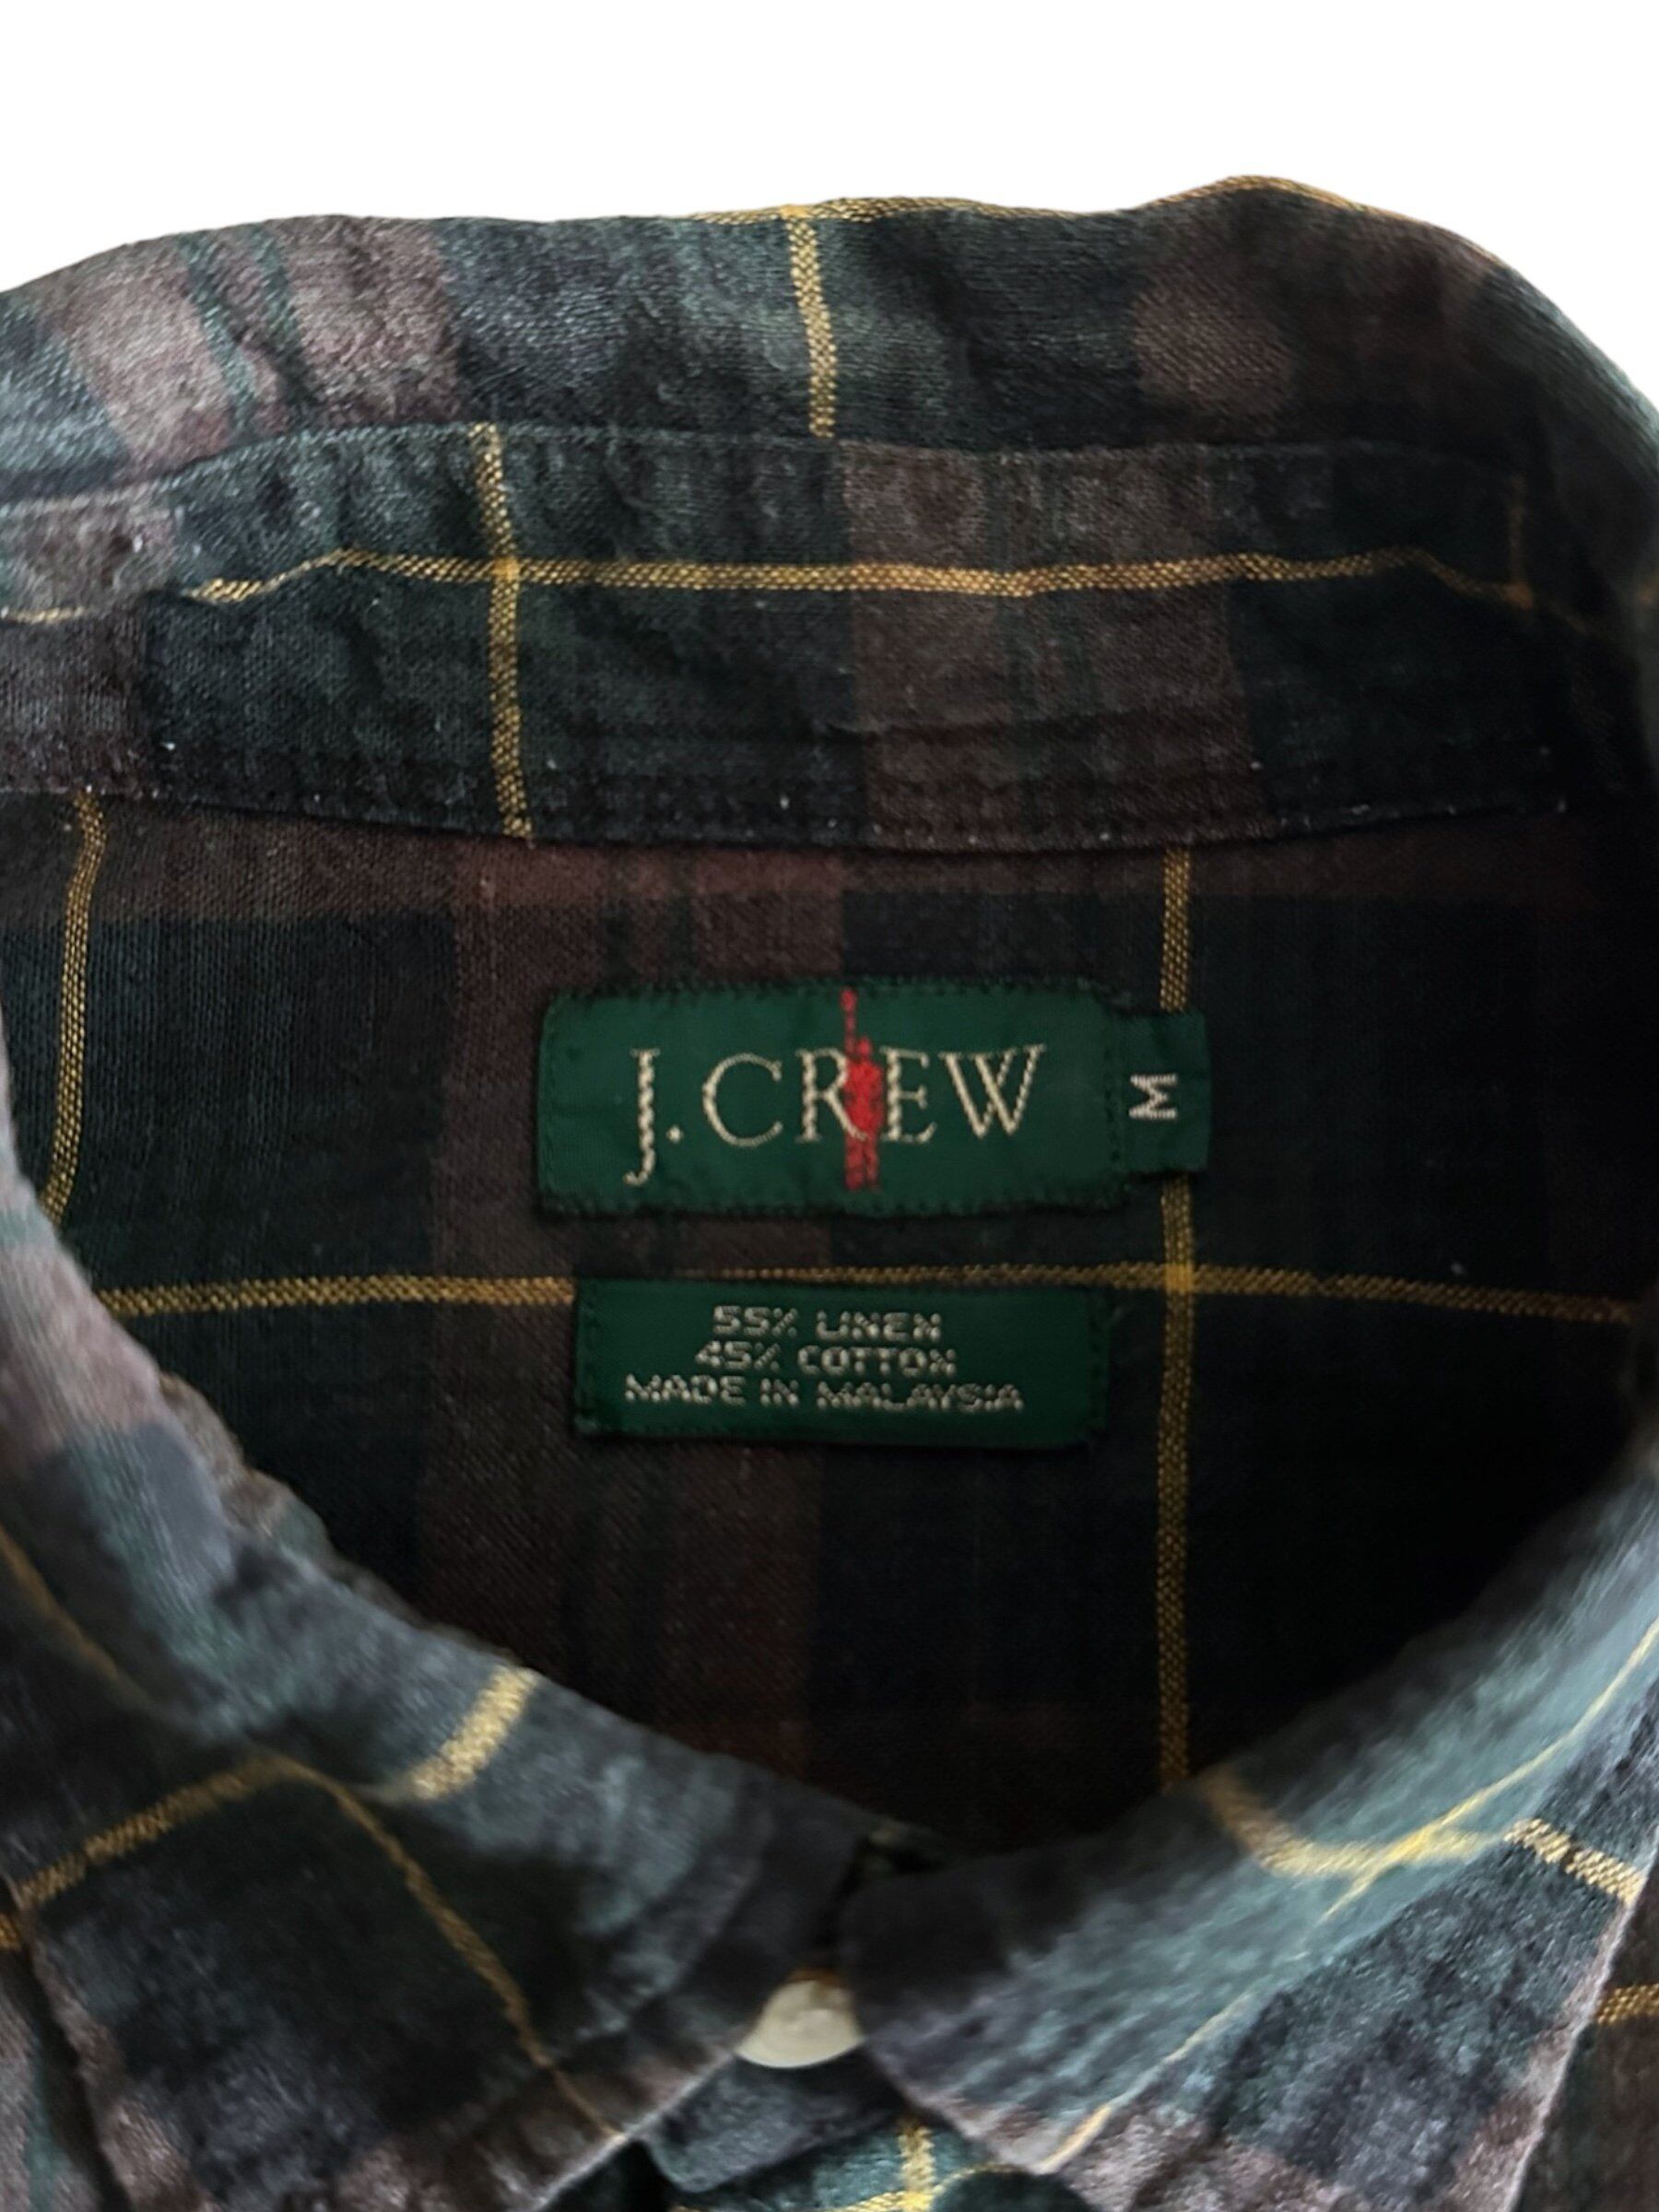 J.CREW
M
55% LINEN
45% COTTON
MADE IN MALAYSIA